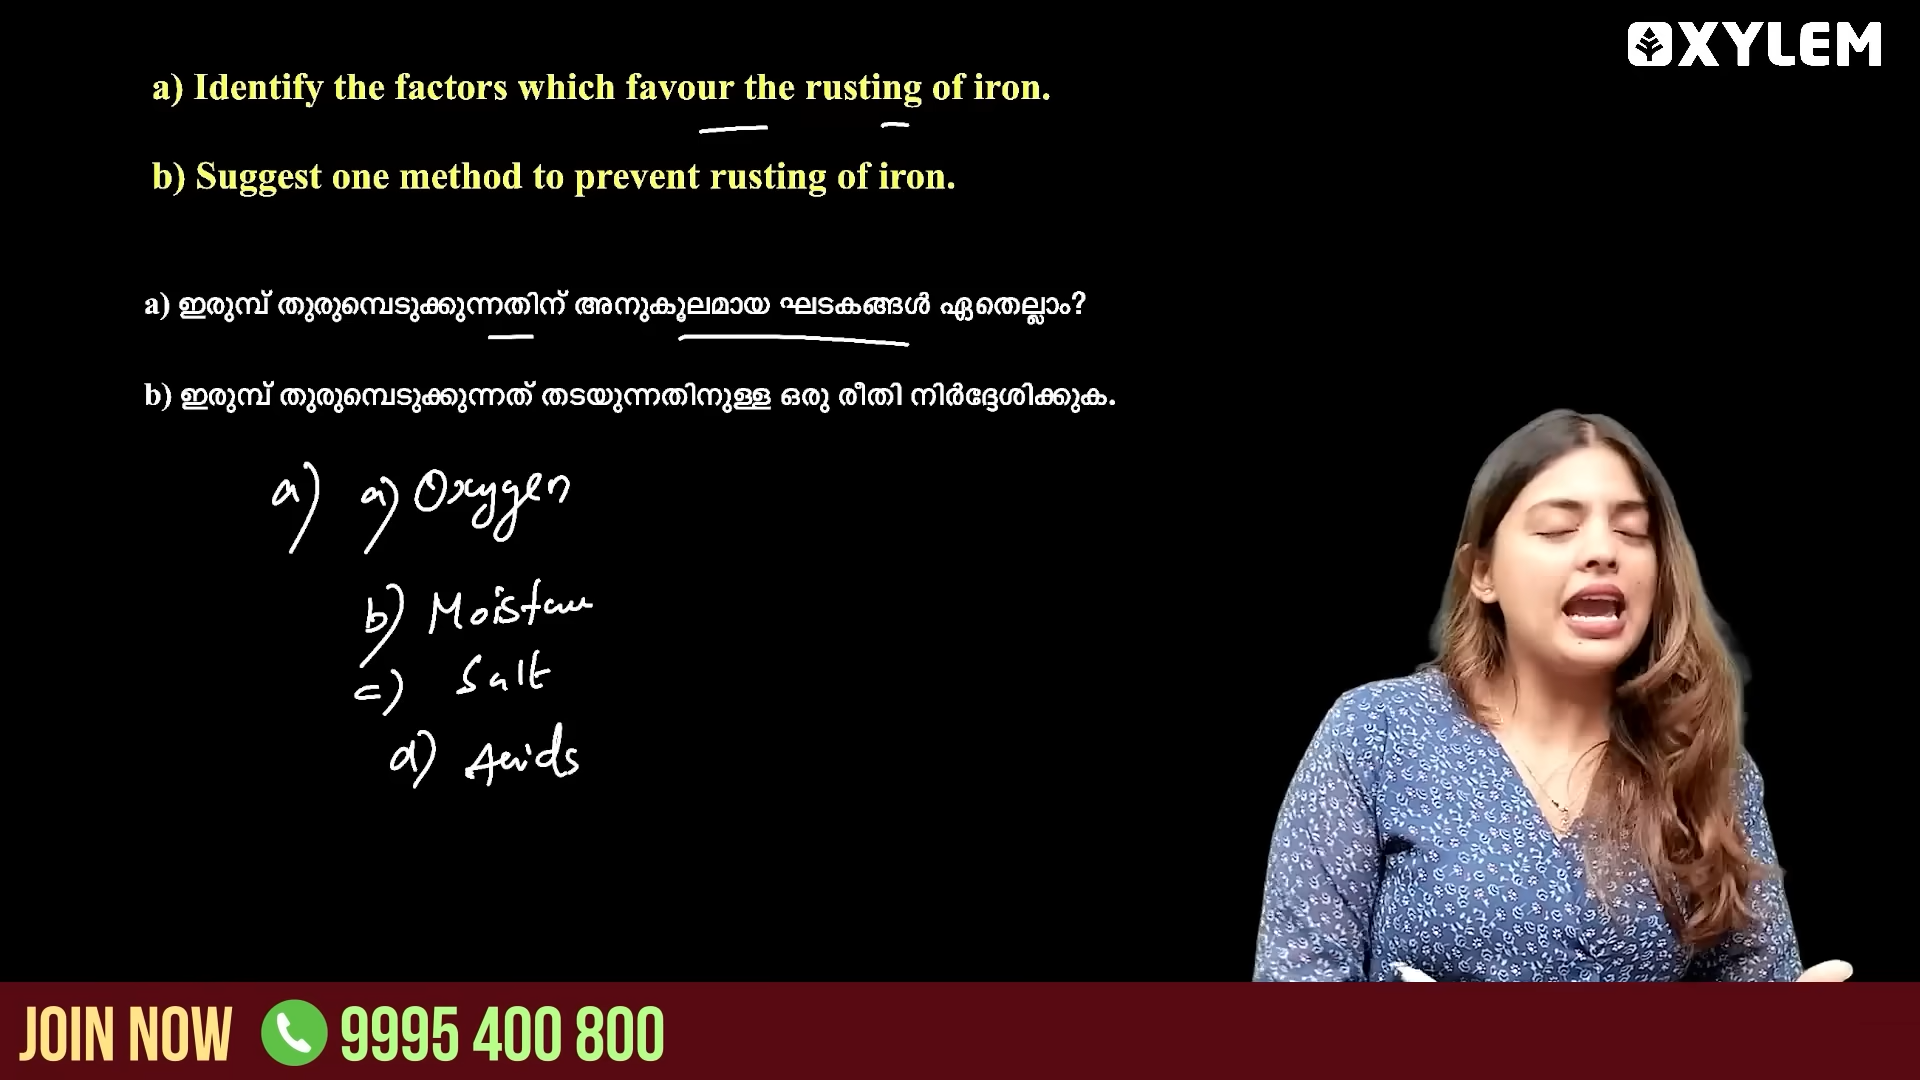 XYLEM
a) Identify the factors which favour the rusting of iron.
b) Suggest one method to prevent rusting of iron.
a) ഇരുമ്പ് തുരുമ്പെടുക്കുന്നതിന് അനുകൂലമായ ഘടകങ്ങൾ ഏതെല്ലാം?
b) ഇരുമ്പ് തുരുമ്പെടുക്കുന്നത് തടയുന്നതിനുള്ള ഒരു രീതി നിർദ്ദേശിക്കുക.
a) a) Oxygen
b) Moisture
c) Salt
d) Acids
JOIN NOW 9995 400 800